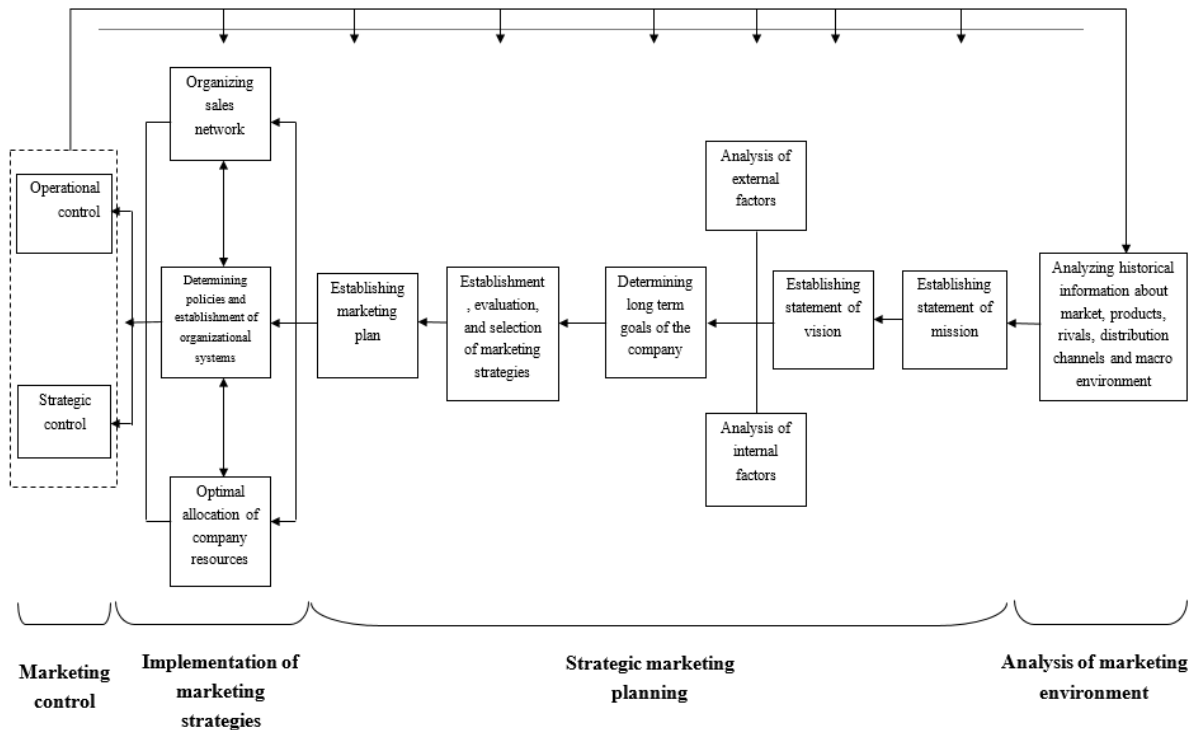 Organizing
sales
network
Operational
control
Strategic
control
Determining
policies and
establishment of
organizational
systems
Optimal
allocation of
company
resources
Establishing
marketing
plan
Establishment
, evaluation,
and selection
of marketing
strategies
Determining
long term
goals of the
company
Analysis of
external
factors
Analysis of
internal
factors
Establishing
statement of
vision
Establishing
statement of
mission
Analyzing historical
information about
market, products,
rivals, distribution
channels and macro
environment
Marketing
control
Implementation of
marketing
strategies
Strategic marketing
planning
Analysis of marketing
environment